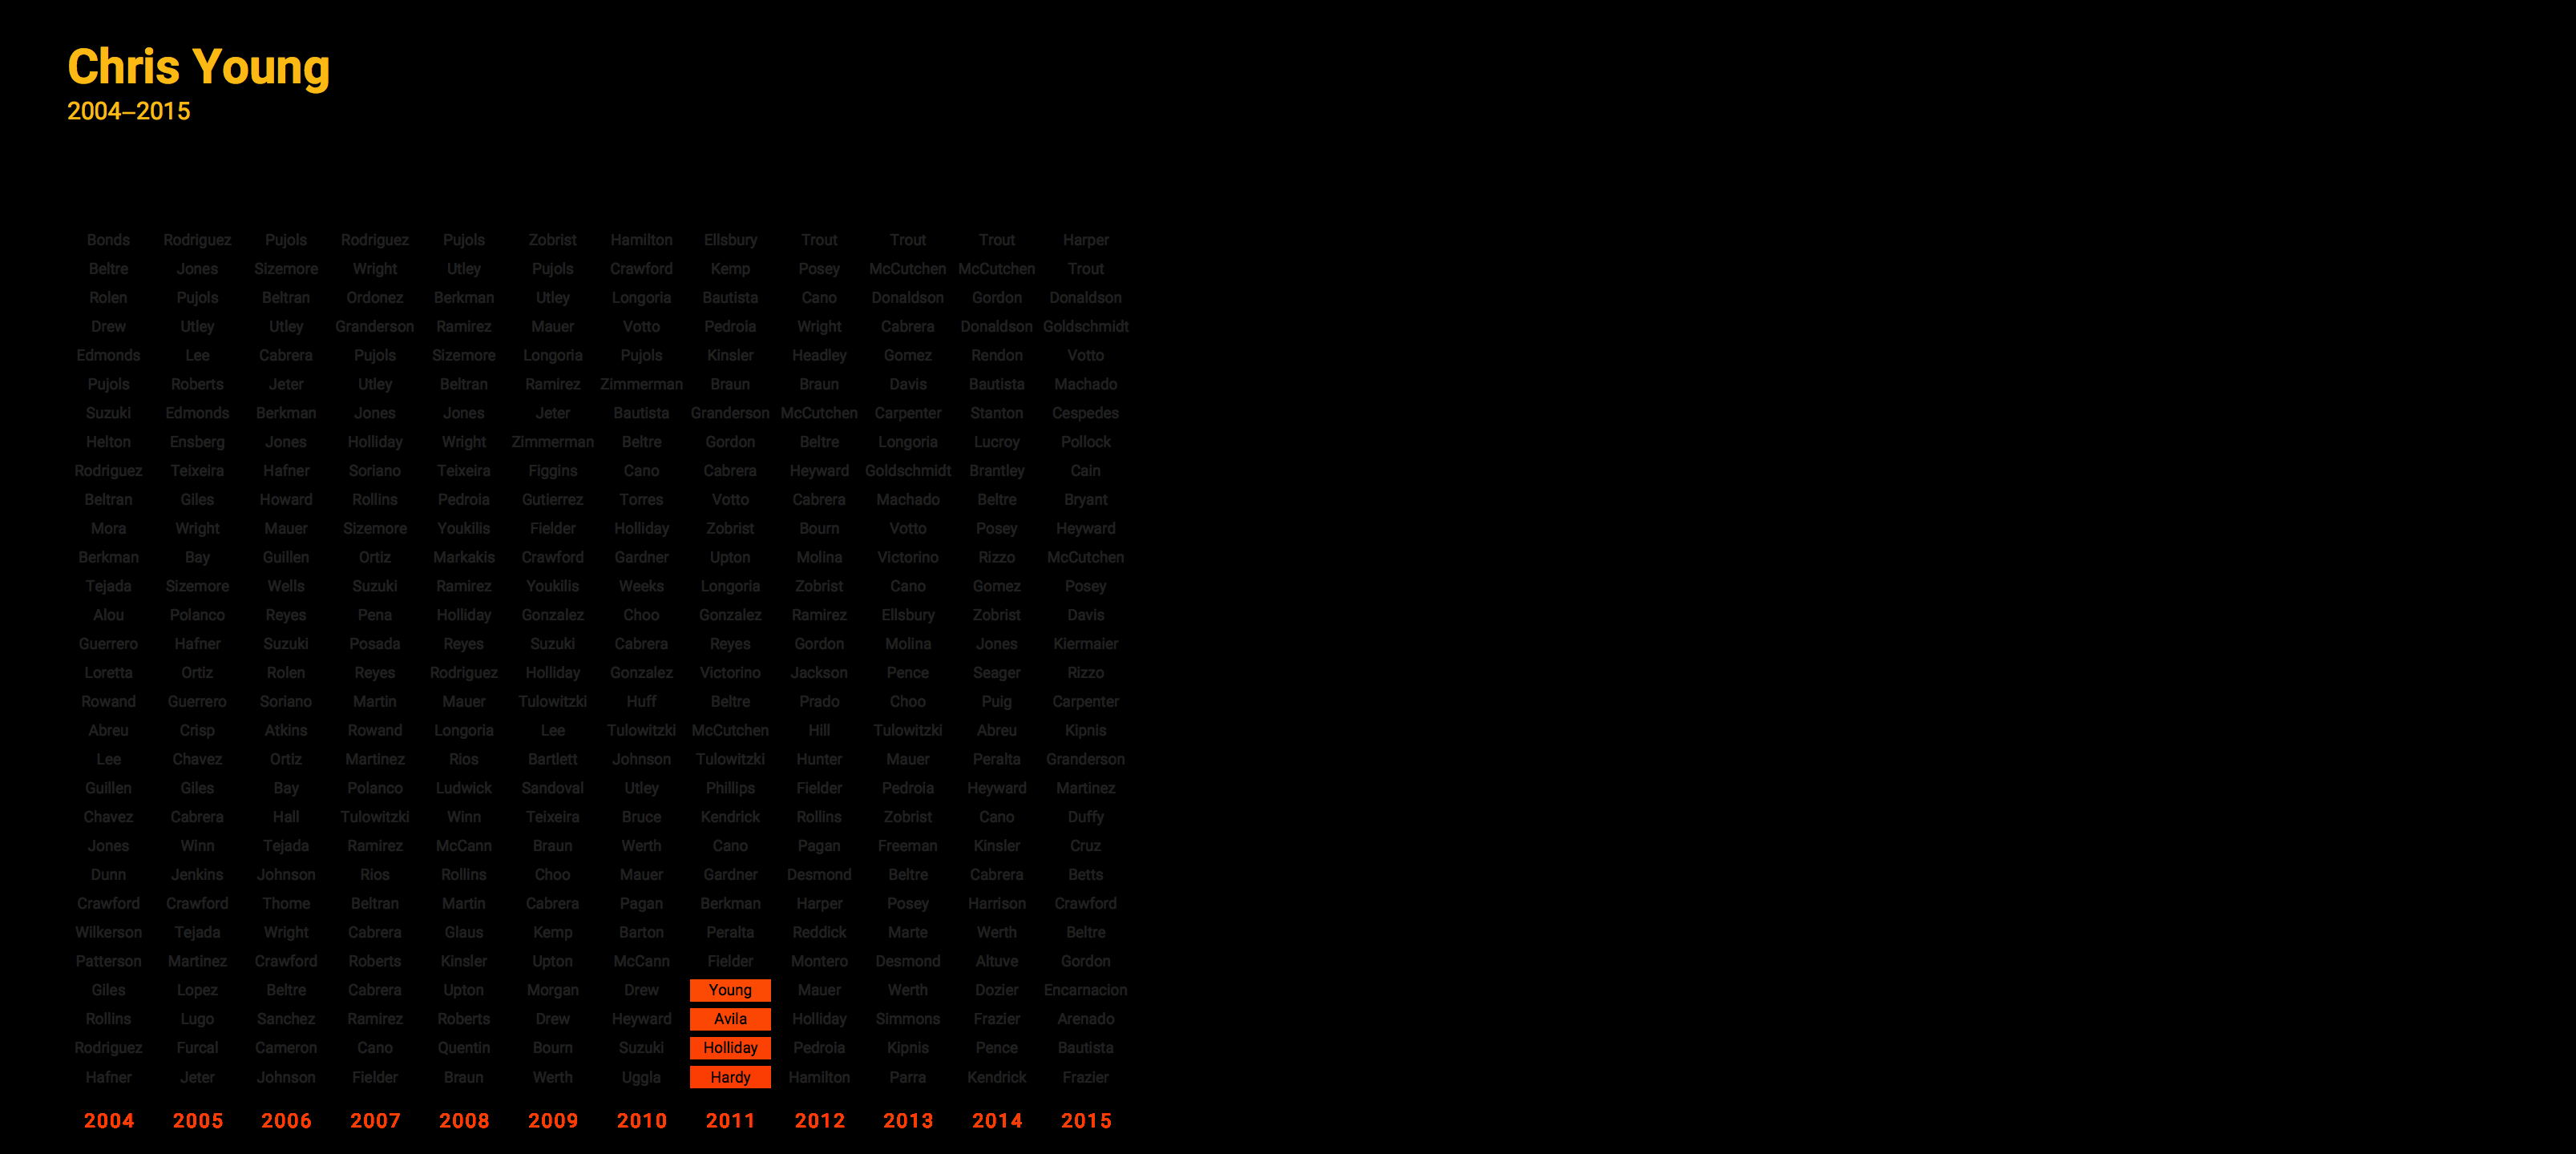 Chris Young
2004–2015
Bonds Rodriguez Pujols Rodriguez Pujols Zobrist Hamilton Ellsbury Trout Trout Trout Harper
Beltre Jones Sizemore Wright Utley Pujols Crawford Kemp Posey McCutchen McCutchen Trout
Rolen Pujols Beltran Ordonez Berkman Utley Longoria Bautista Cano Donaldson Gordon Donaldson
Drew Utley Utley Granderson Ramirez Mauer Votto Pedroia Wright Cabrera Donaldson Goldschmidt
Edmonds Lee Cabrera Pujols Sizemore Longoria Pujols Kinsler Headley Gomez Rendon Votto
Pujols Roberts Jeter Utley Beltran Ramirez Zimmerman Braun Braun Davis Bautista Machado
Suzuki Edmonds Berkman Jones Jones Jeter Bautista Granderson McCutchen Carpenter Stanton Cespedes
Helton Ensberg Jones Holliday Wright Zimmerman Beltre Gordon Beltre Longoria Lucroy Pollock
Rodriguez Teixeira Hafner Soriano Teixeira Figgins Cano Cabrera Heyward Goldschmidt Brantley Cain
Beltran Giles Howard Rollins Pedroia Gutierrez Torres Votto Cabrera Machado Beltre Bryant
Mora Wright Mauer Sizemore Youkilis Fielder Holliday Zobrist Bourn Votto Posey Heyward
Berkman Bay Guillen Ortiz Markakis Crawford Gardner Upton Molina Victorino Rizzo McCutchen
Tejada Sizemore Wells Suzuki Ramirez Youkilis Weeks Longoria Zobrist Cano Gomez Posey
Alou Polanco Reyes Pena Holliday Gonzalez Choo Gonzalez Ramirez Ellsbury Zobrist Davis
Guerrero Hafner Suzuki Posada Reyes Suzuki Cabrera Reyes Gordon Molina Jones Kiermaier
Loretta Ortiz Rolen Reyes Rodriguez Holliday Gonzalez Victorino Jackson Pence Seager Rizzo
Rowand Guerrero Soriano Martin Mauer Tulowitzki Huff Beltre Prado Choo Puig Carpenter
Abreu Crisp Atkins Rowand Longoria Lee Tulowitzki McCutchen Hill Tulowitzki Abreu Kipnis
Lee Chavez Ortiz Martinez Rios Bartlett Johnson Tulowitzki Hunter Mauer Peralta Granderson
Guillen Giles Bay Polanco Ludwick Sandoval Utley Phillips Fielder Pedroia Heyward Martinez
Chavez Cabrera Hall Tulowitzki Winn Teixeira Bruce Kendrick Rollins Zobrist Cano Duffy
Jones Winn Tejada Ramirez McCann Braun Werth Cano Pagan Freeman Kinsler Cruz
Dunn Jenkins Johnson Rios Rollins Choo Mauer Gardner Desmond Beltre Cabrera Betts
Crawford Crawford Thome Beltran Martin Cabrera Pagan Berkman Harper Posey Harrison Crawford
Wilkerson Tejada Wright Cabrera Glaus Kemp Barton Peralta Reddick Marte Werth Beltre
Patterson Martinez Crawford Roberts Kinsler Upton McCann Fielder Montero Desmond Altuve Gordon
Giles Lopez Beltre Cabrera Upton Morgan Drew Young Mauer Werth Dozier Encarnacion
Rollins Lugo Sanchez Ramirez Roberts Drew Heyward Avila Holliday Simmons Frazier Arenado
Rodriguez Furcal Cameron Cano Quentin Bourn Suzuki Holliday Pedroia Kipnis Pence Bautista
Hafner Jeter Johnson Fielder Braun Werth Uggla Hardy Hamilton Parra Kendrick Frazier
2004 2005 2006 2007 2008 2009 2010 2011 2012 2013 2014 2015